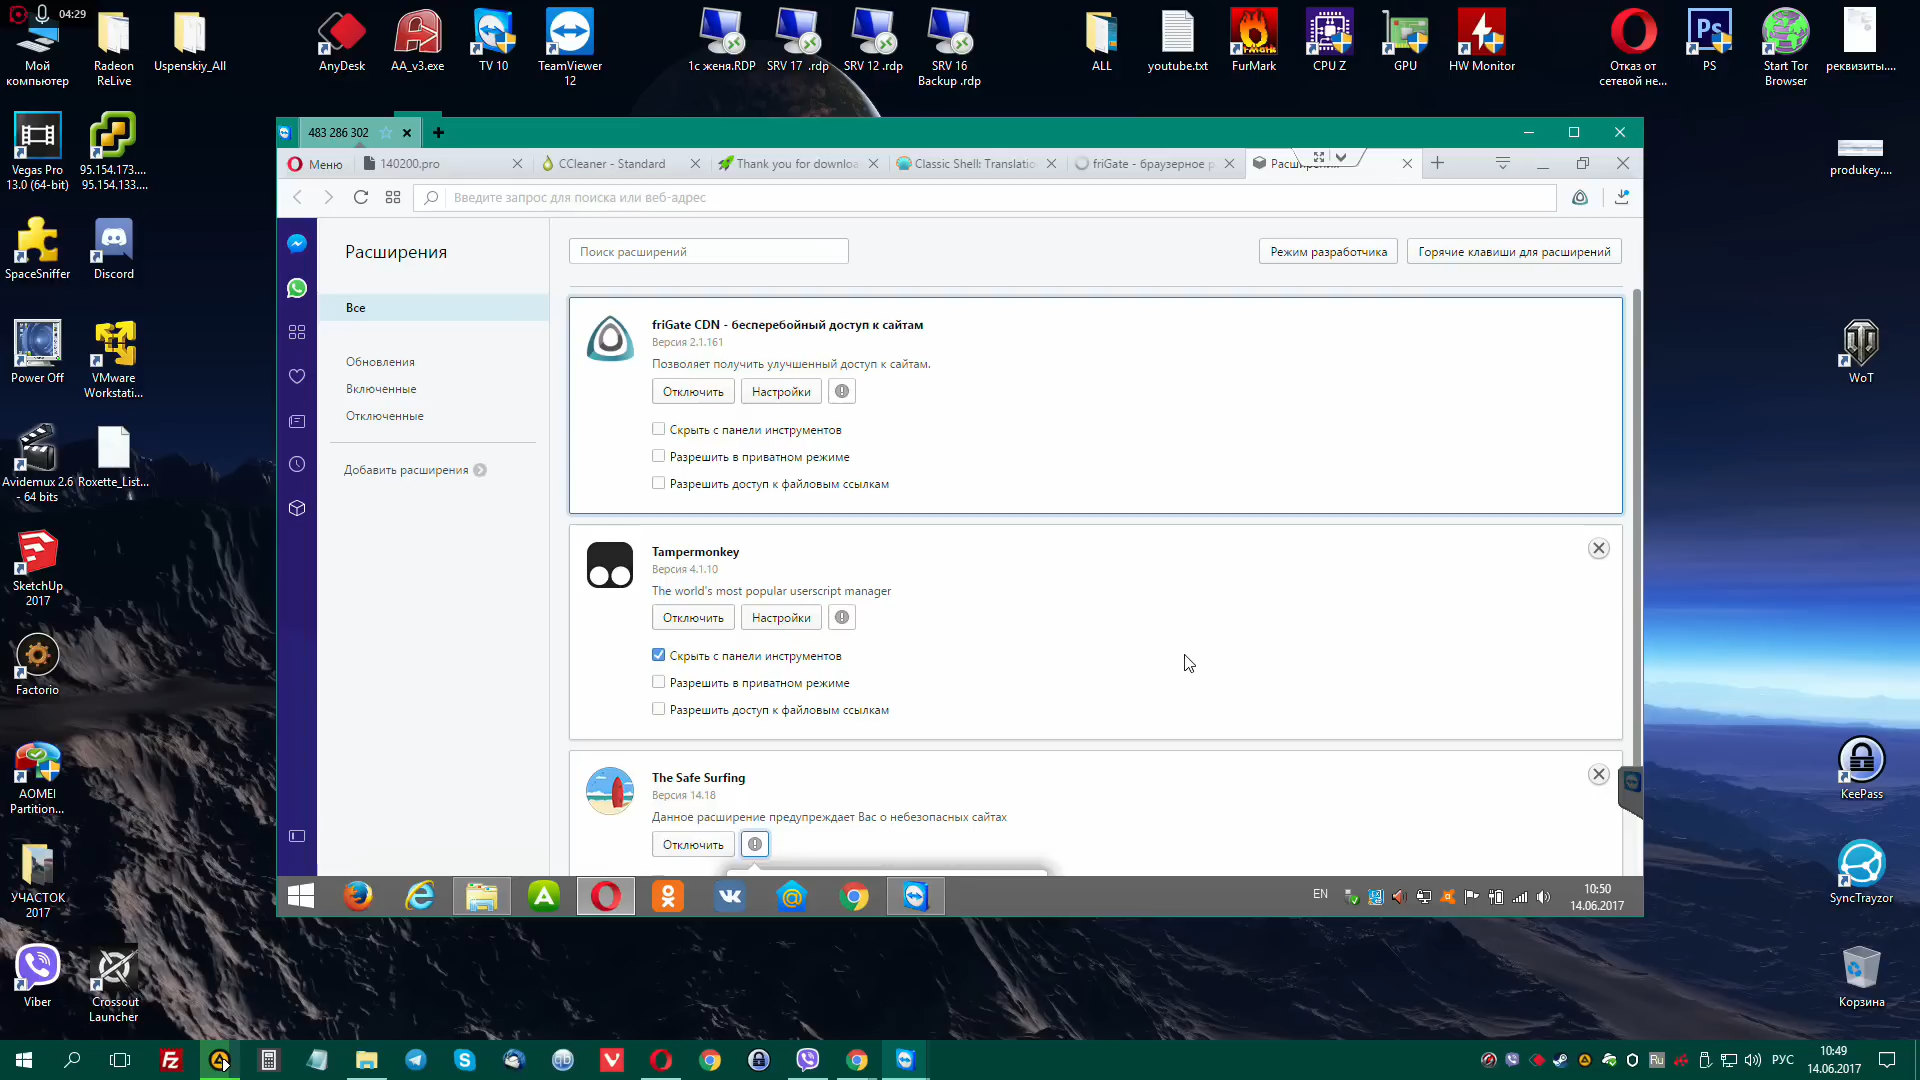 04:29
Мой
компьютер
Radeon
ReLive
Uspenskiy_All
AnyDesk
AA_v3.exe
TV 10
TeamViewer
12
1с женя.RDP
SRV 17 .rdp
SRV 12 .rdp
SRV 16
Backup .rdp
ALL
youtube.txt
FurMark
CPU Z
GPU
HW Monitor
Отказ от
сетевой не...
PS
Start Tor
Browser
реквизиты....
Vegas Pro
13.0 (64-bit)
95.154.173....
95.154.133....
SpaceSniffer
Discord
Power Off
VMware
Workstati...
Avidemux 2.6
- 64 bits
Roxette_List...
SketchUp
2017
Factorio
AOMEI
Partition...
УЧАСТОК
2017
Viber
Crossout
Launcher
produkey....
WoT
KeePass
SyncTrayzor
Корзина
483 286 302
Меню
140200.pro
CCleaner - Standard
Thank you for downloa
Classic Shell: Translatio
friGate - браузерное р
Расширен...
Введите запрос для поиска или веб-адрес
Расширения
Поиск расширений
Режим разработчика
Горячие клавиши для расширений
Все
Обновления
Включенные
Отключенные
Добавить расширения
friGate CDN - бесперебойный доступ к сайтам
Версия 2.1.161
Позволяет получить улучшенный доступ к сайтам.
Отключить
Настройки
Скрыть с панели инструментов
Разрешить в приватном режиме
Разрешить доступ к файловым ссылкам
Tampermonkey
Версия 4.1.10
The world's most popular userscript manager
Отключить
Настройки
Скрыть с панели инструментов
Разрешить в приватном режиме
Разрешить доступ к файловым ссылкам
The Safe Surfing
Версия 14.18
Данное расширение предупреждает Вас о небезопасных сайтах
Отключить
EN
10:50
14.06.2017
Ru
РУС
10:49
14.06.2017